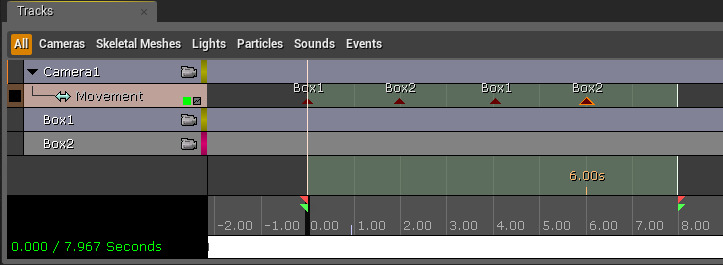 Tracks
All Cameras Skeletal Meshes Lights Particles Sounds Events
Camera1
Movement Box1 Box2 Box1 Box2
Box1
Box2
6.00s
-2.00 -1.00 0.00 1.00 2.00 3.00 4.00 5.00 6.00 7.00 8.00
0.000 / 7.967 Seconds